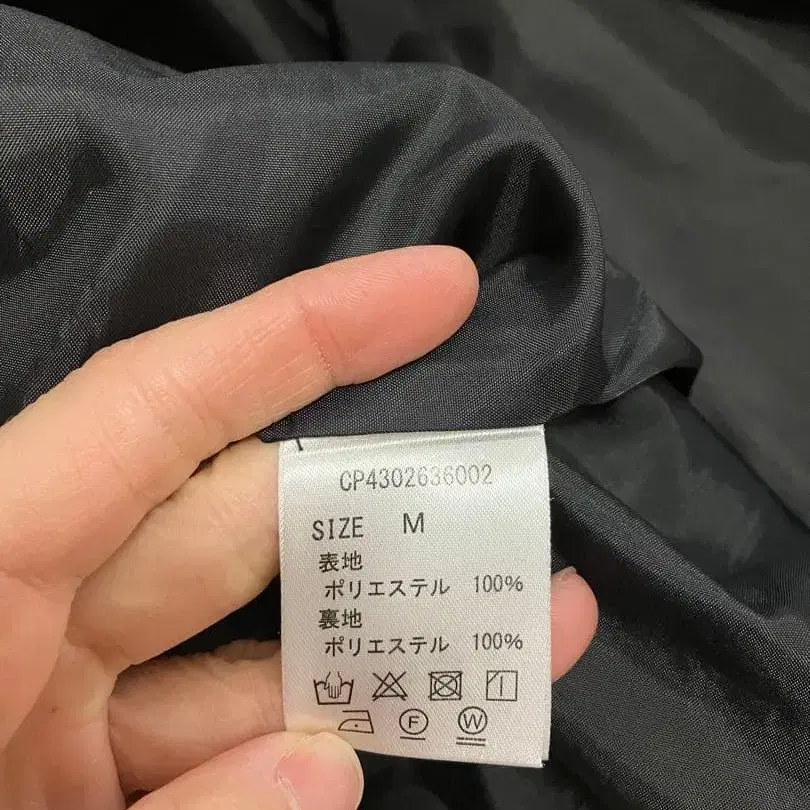 CP4302636002
SIZE M
表地
ポリエステル 100%
裏地
ポリエステル 100%
F W